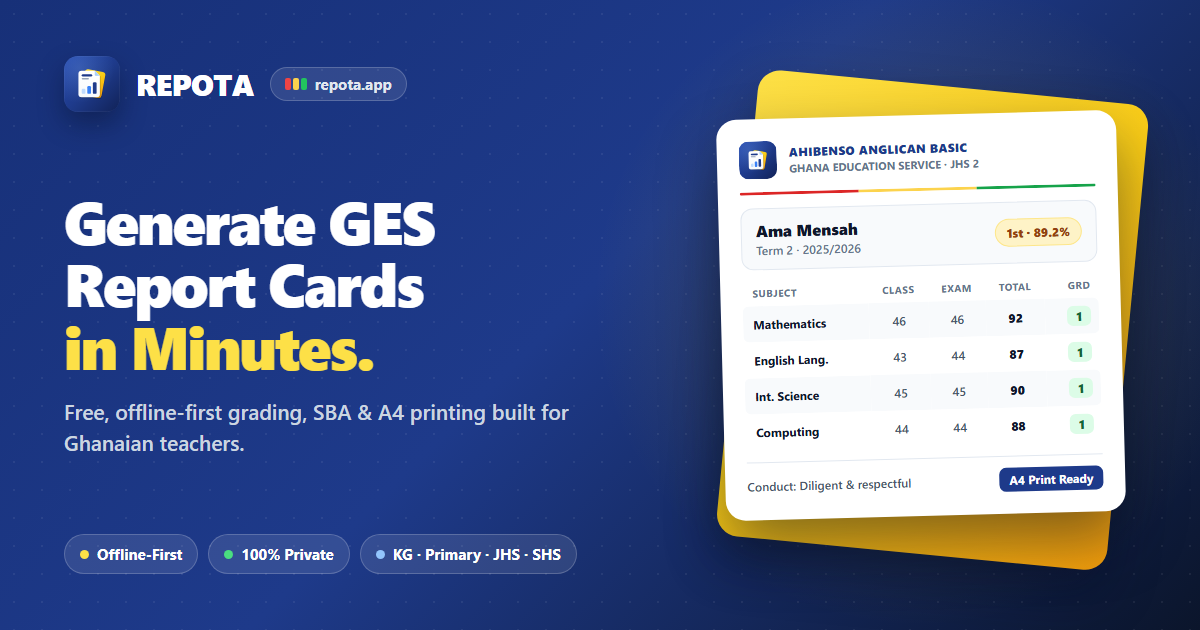 REPOTA
repota.app
Generate GES
Report Cards
in Minutes.
Free, offline-first grading, SBA & A4 printing built for
Ghanaian teachers.
Offline-First
100% Private
KG · Primary · JHS · SHS
AHIBENSO ANGLICAN BASIC
GHANA EDUCATION SERVICE · JHS 2
Ama Mensah
Term 2 · 2025/2026
1st · 89.2%
SUBJECT CLASS EXAM TOTAL GRD
Mathematics 46 46 92 1
English Lang. 43 44 87 1
Int. Science 45 45 90 1
Computing 44 44 88 1
Conduct: Diligent & respectful
A4 Print Ready